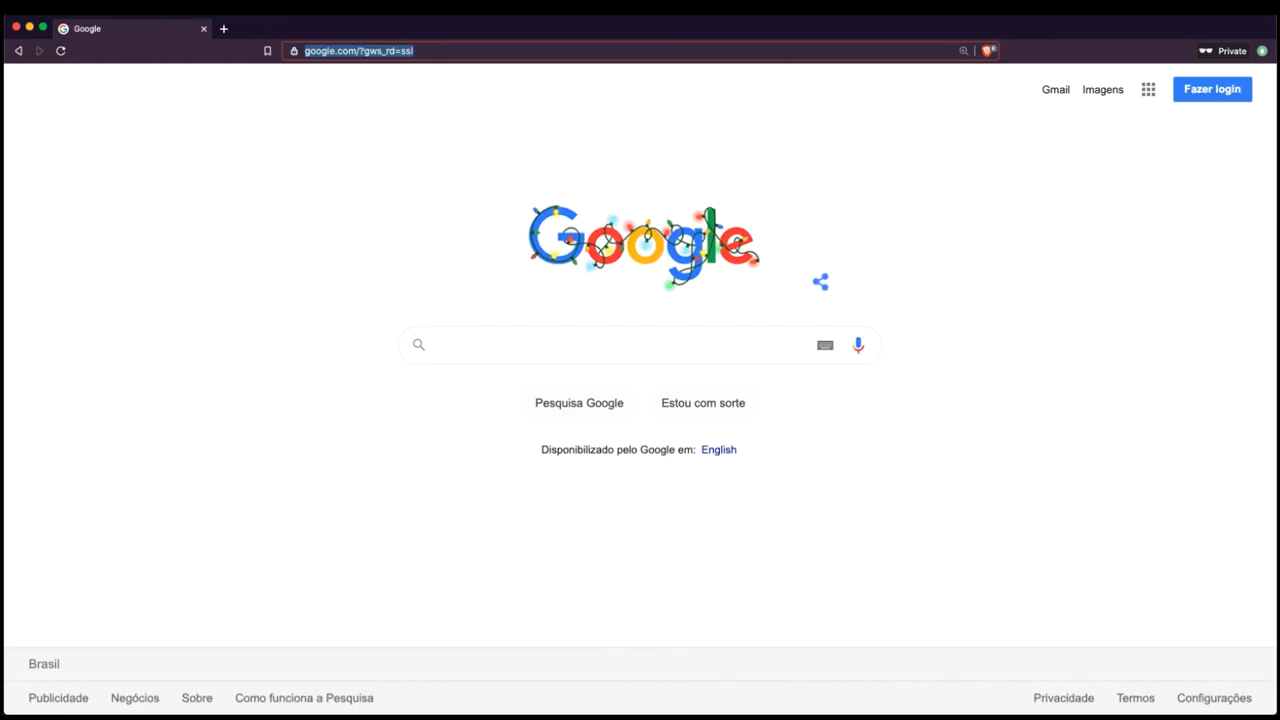 Google
google.com/?gws_rd=ssl
Private
Gmail Imagens Fazer login
Google
Pesquisa Google Estou com sorte
Disponibilizado pelo Google em: English
Brasil
Publicidade Negócios Sobre Como funciona a Pesquisa Privacidade Termos Configurações